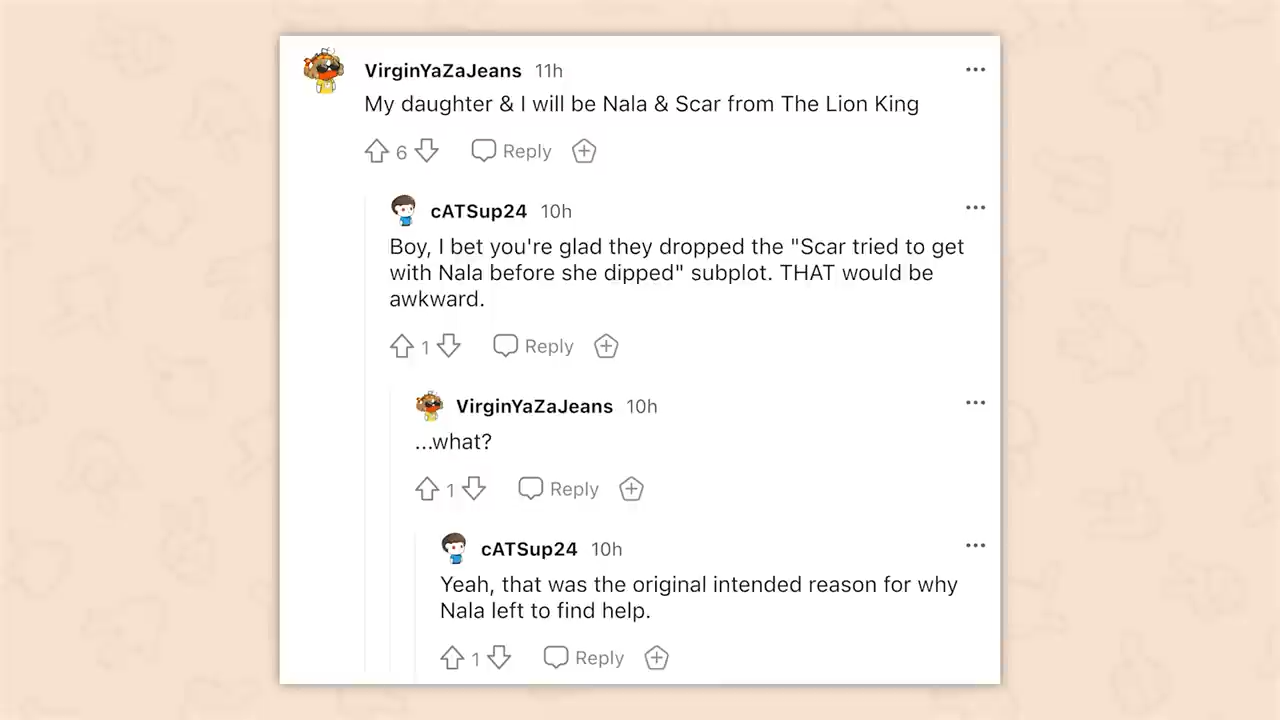 VirginYaZaJeans 11h
My daughter & I will be Nala & Scar from The Lion King
6 Reply
cATSup24 10h
Boy, I bet you're glad they dropped the "Scar tried to get
with Nala before she dipped" subplot. THAT would be
awkward.
1 Reply
VirginYaZaJeans 10h
...what?
1 Reply
cATSup24 10h
Yeah, that was the original intended reason for why
Nala left to find help.
1 Reply